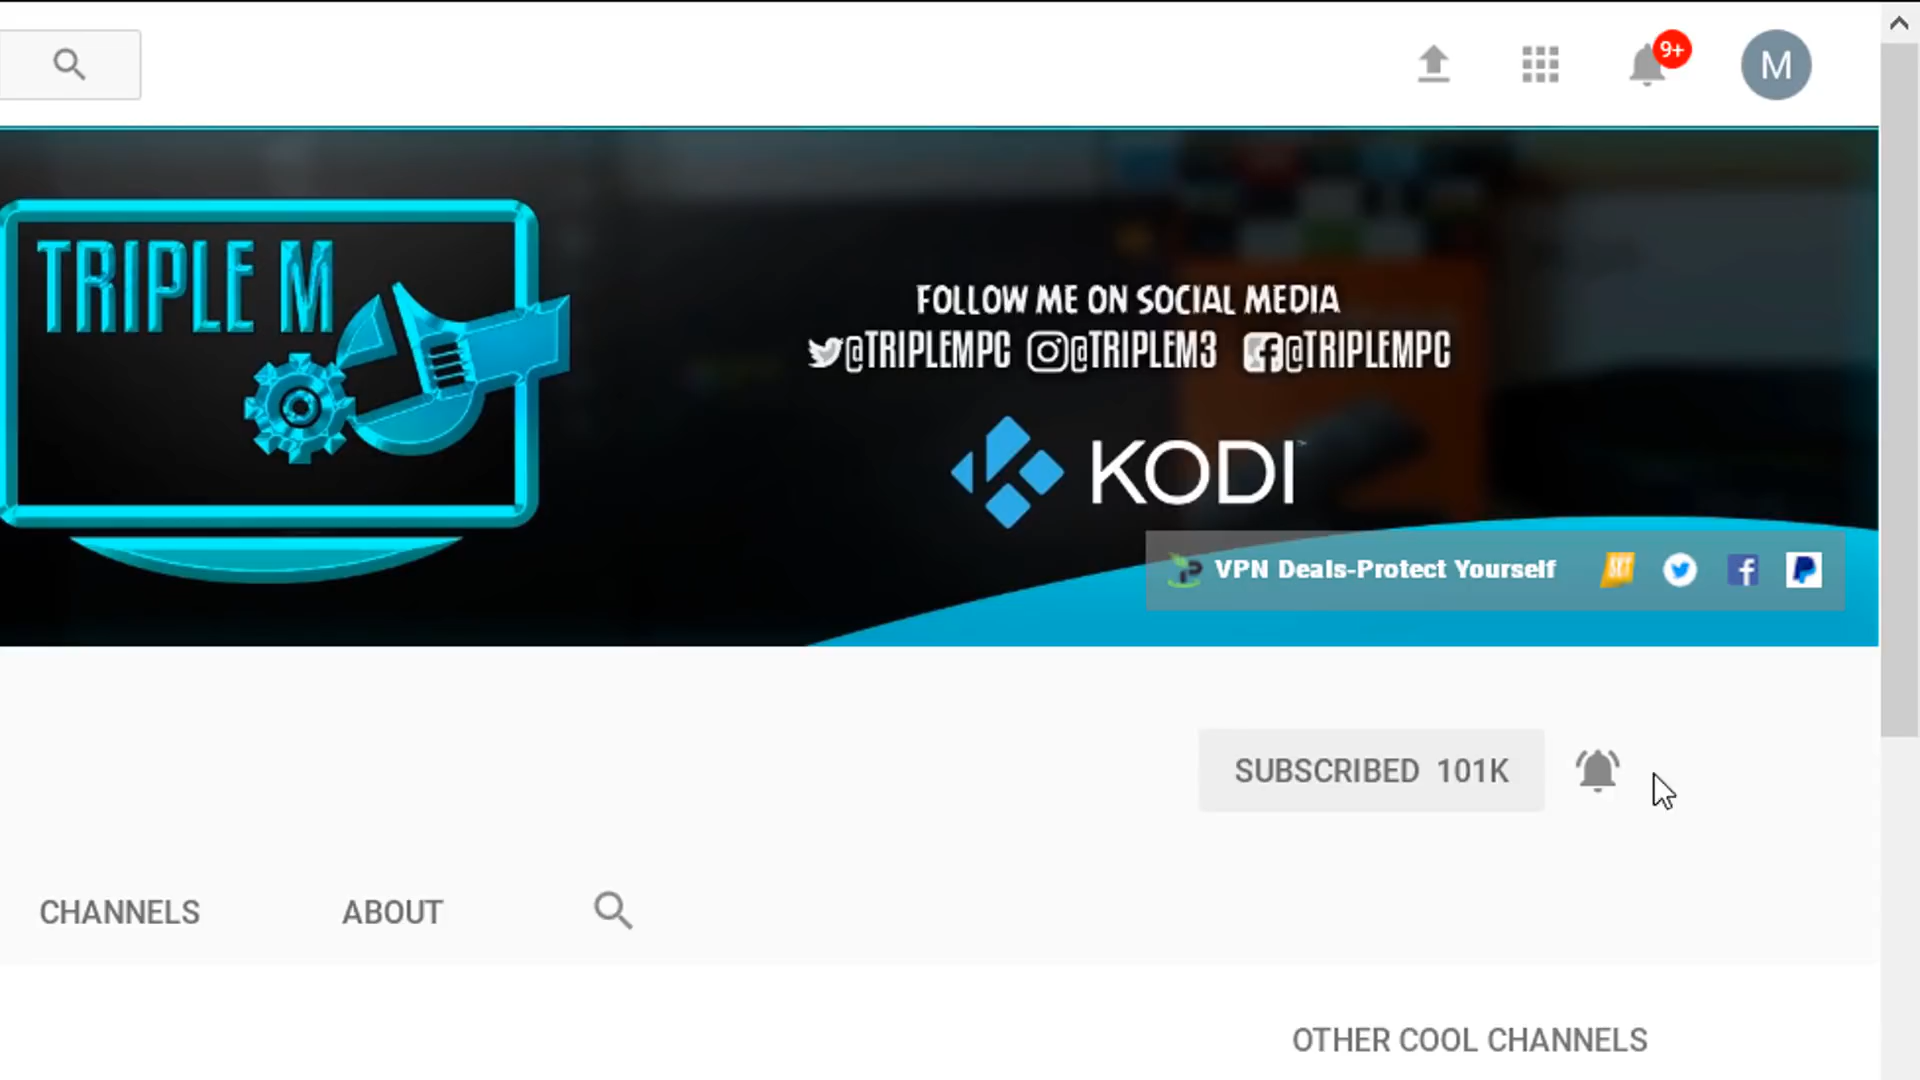 9+
M
TRIPLE M
FOLLOW ME ON SOCIAL MEDIA
@TRIPLEMPC @TRIPLEM3 @TRIPLEMPC
KODI
VPN Deals-Protect Yourself
SUBSCRIBED 101K
CHANNELS ABOUT
OTHER COOL CHANNELS